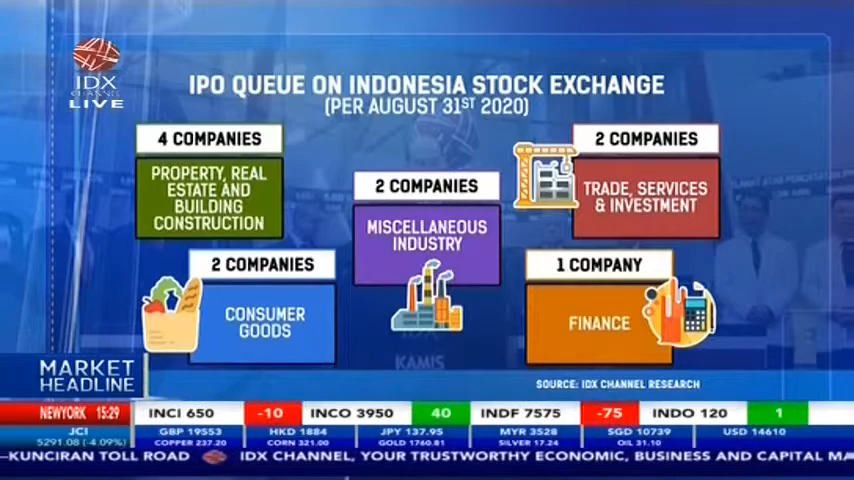 IDX
CHANNEL
LIVE
IPO QUEUE ON INDONESIA STOCK EXCHANGE
(PER AUGUST 31ST 2020)
4 COMPANIES
PROPERTY, REAL
ESTATE AND
BUILDING
CONSTRUCTION
2 COMPANIES
MISCELLANEOUS
INDUSTRY
2 COMPANIES
TRADE, SERVICES
& INVESTMENT
2 COMPANIES
CONSUMER
GOODS
1 COMPANY
FINANCE
KAMIS
SOURCE: IDX CHANNEL RESEARCH
MARKET
HEADLINE
NEWYORK 15:29 INCI 650 -10 INCO 3950 40 INDF 7575 -75 INDO 120 1
JCI GBP 19553 HKD 1884 JPY 137.95 MYR 3528 SGD 10739 USD 14610
5291.08 (-4.09%) COPPER 237.20 CORN 321.00 GOLD 1760.81 SILVER 17.24 OIL 31.10
-KUNCIRAN TOLL ROAD IDX CHANNEL, YOUR TRUSTWORTHY ECONOMIC, BUSINESS AND CAPITAL MA